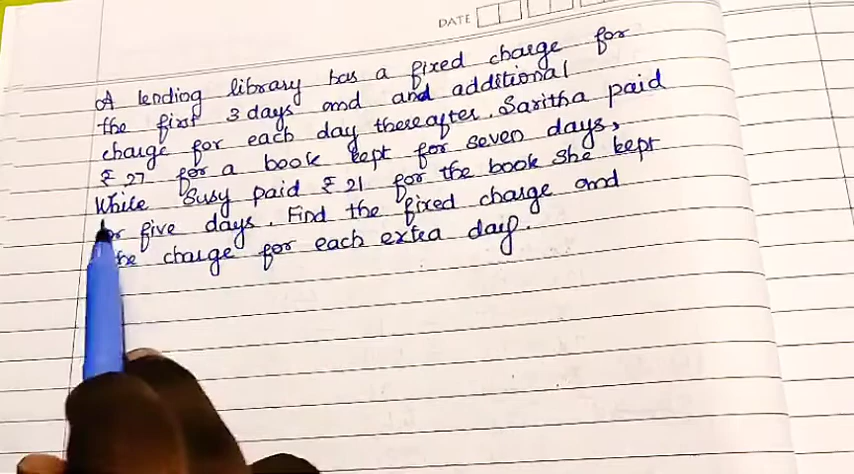 DATE
A lending library has a fixed charge for
the first 3 days and and additional
charge for each day thereafter. Saritha paid
₹ 27 for a book kept for seven days,
While Susy paid ₹ 21 for the book She kept
for five days. Find the fixed charge and
the charge for each extra day.